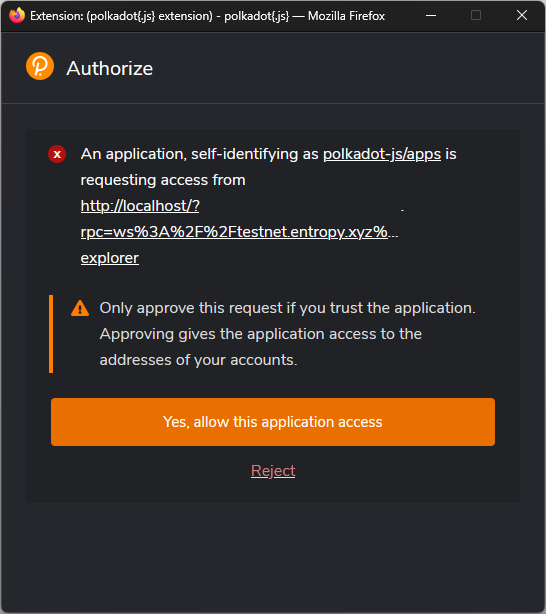 Extension: (polkadot{.js} extension) - polkadot{.js} — Mozilla Firefox
Authorize
x
An application, self-identifying as polkadot-js/apps is
requesting access from
http://localhost/? .
rpc=ws%3A%2F%2Ftestnet.entropy.xyz%...
explorer
Only approve this request if you trust the application.
Approving gives the application access to the
addresses of your accounts.
Yes, allow this application access
Reject